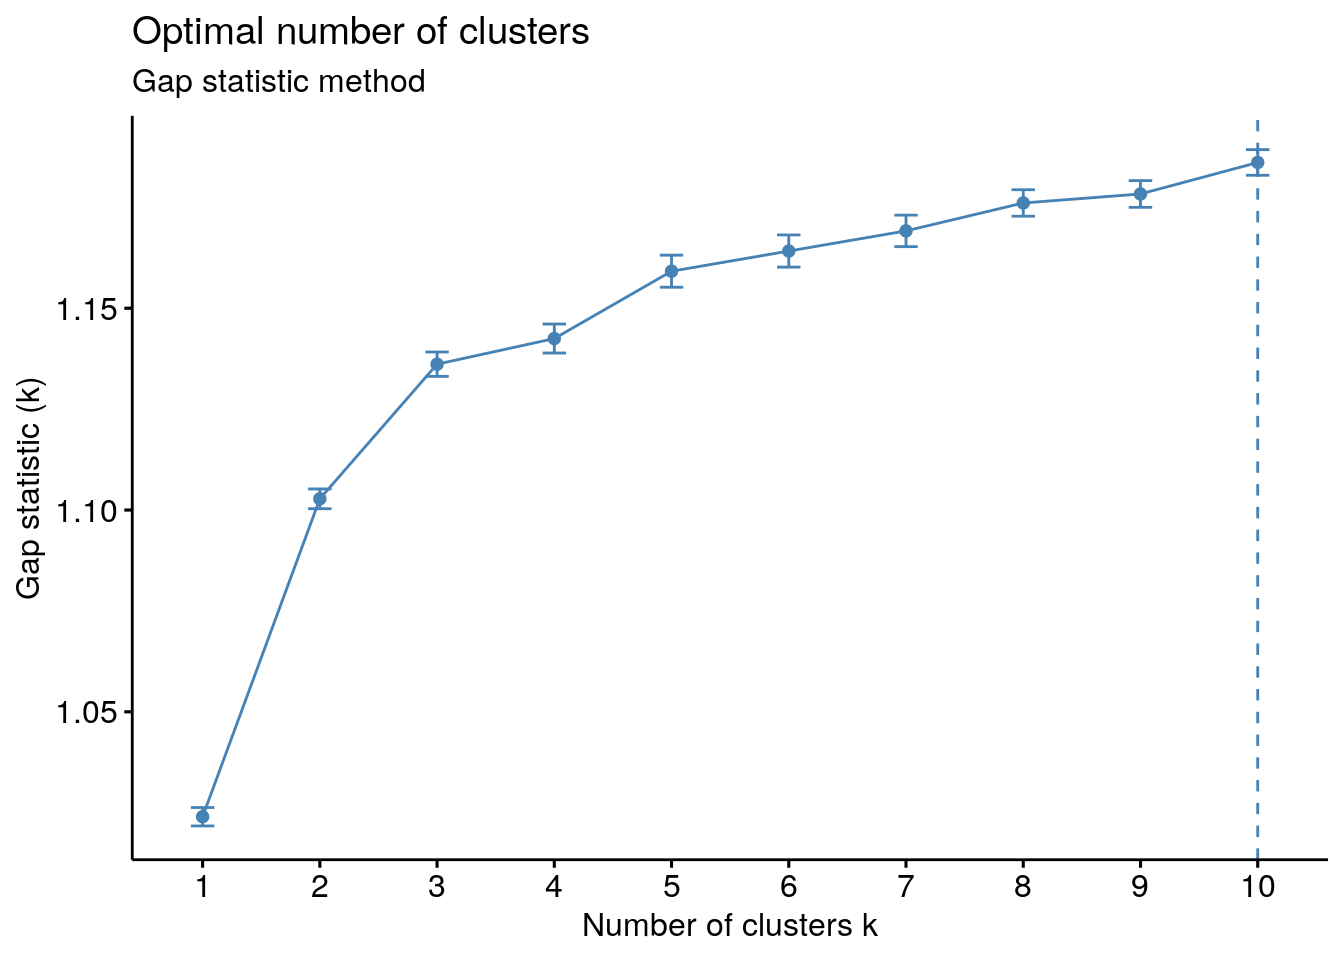 Optimal number of clusters
Gap statistic method
Gap statistic (k)
1.15
1.10
1.05
1 2 3 4 5 6 7 8 9 10
Number of clusters k